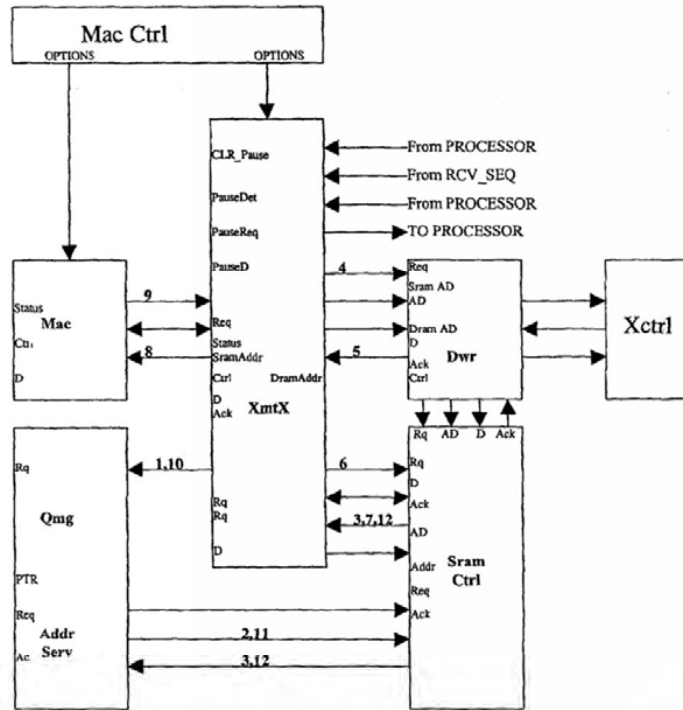 Mac Ctrl
OPTIONS OPTIONS
CLR_Pause
From PROCESSOR
From RCV_SEQ
PauseDet
From PROCESSOR
PauseReq
TO PROCESSOR
PauseD
4
Req
Sram AD
AD
9
Status
Mac
Req
Dram AD
Xctrl
Status
D
Ctrl
8
SramAddr
5
Dwr
Ack
Ctrl
D
Ctrl
DramAddr
D
Ack
XmtX
Rq AD D Ack
Rq
1,10
6
Rq
D
Qmg
Rq
Rq
Ack
3,7,12
AD
D
Sram
Ctrl
Addr
PTR
Req
Req
Ack
Addr
Serv
2,11
3,12